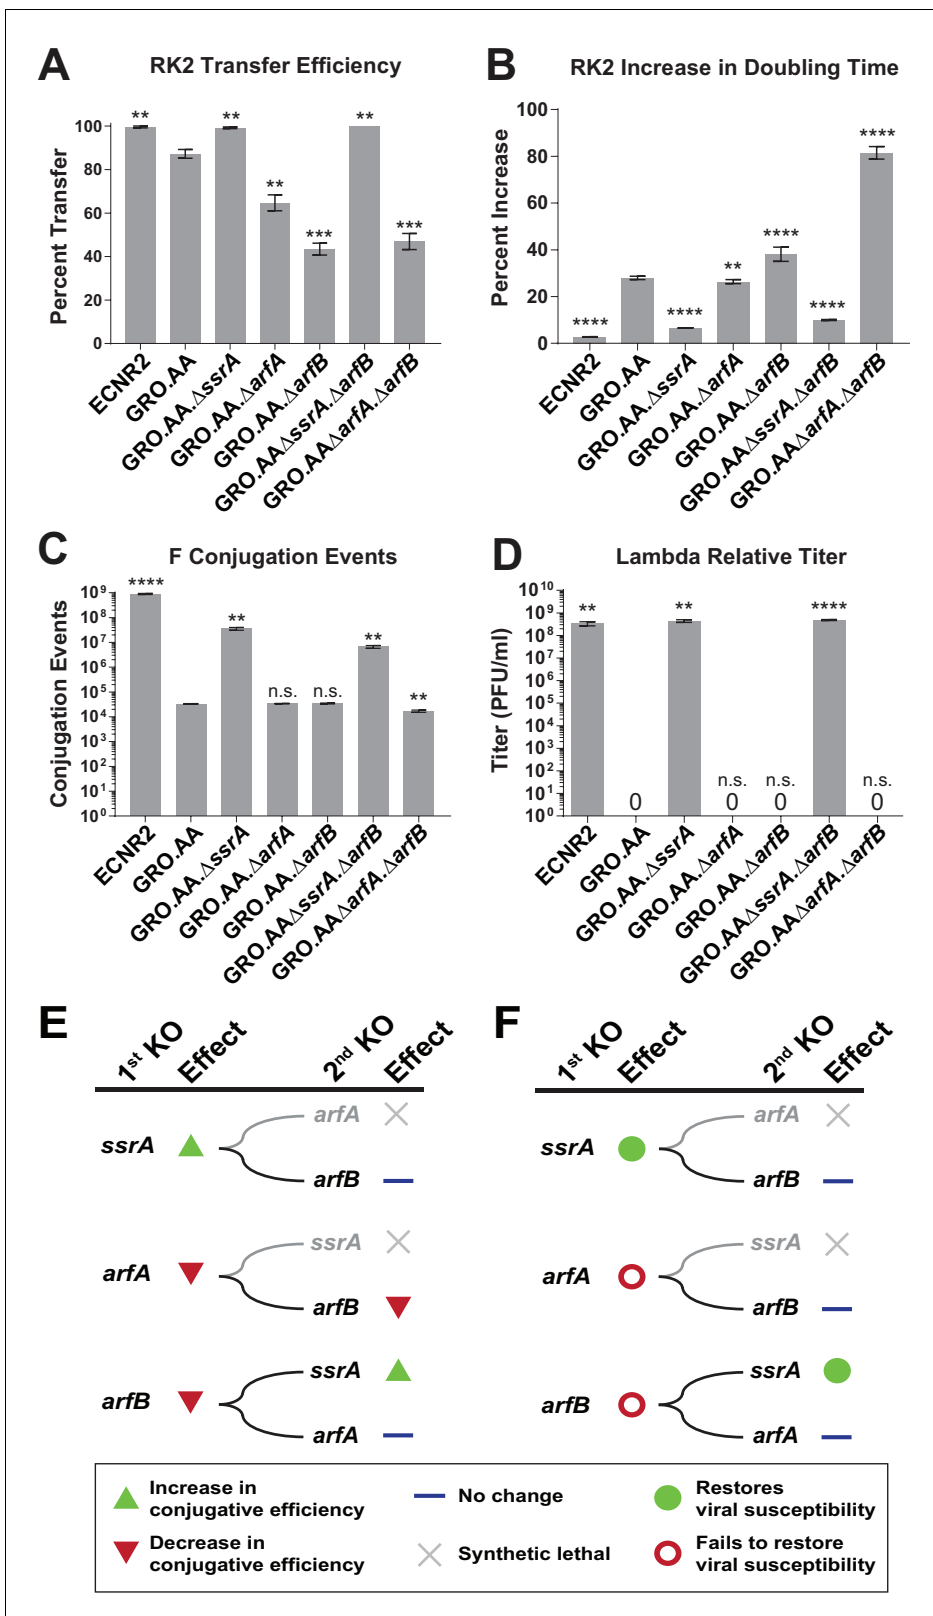 A
RK2 Transfer Efficiency
Percent Transfer
100
80
60
40
20
0
**
**
**
***
**
***
ECNR2
GRO.AA
GRO.AA.ΔssrA
GRO.AA.ΔarfA
GRO.AA.ΔarfB
GRO.AAΔssrA.ΔarfB
GRO.AAΔarfA.ΔarfB
B
RK2 Increase in Doubling Time
Percent Increase
100
80
60
40
20
0
****
****
**
****
****
****
ECNR2
GRO.AA
GRO.AA.ΔssrA
GRO.AA.ΔarfA
GRO.AA.ΔarfB
GRO.AAΔssrA.ΔarfB
GRO.AAΔarfA.ΔarfB
C
F Conjugation Events
Conjugation Events
10⁹
10⁸
10⁷
10⁶
10⁵
10⁴
10³
10²
10¹
10⁰
****
**
n.s.
n.s.
**
**
ECNR2
GRO.AA
GRO.AA.ΔssrA
GRO.AA.ΔarfA
GRO.AA.ΔarfB
GRO.AAΔssrA.ΔarfB
GRO.AAΔarfA.ΔarfB
D
Lambda Relative Titer
Titer (PFU/ml)
10¹⁰
10⁹
10⁸
10⁷
10⁶
10⁵
10⁴
10³
10²
10¹
10⁰
**
0
**
n.s.
0
n.s.
0
****
n.s.
0
ECNR2
GRO.AA
GRO.AA.ΔssrA
GRO.AA.ΔarfA
GRO.AA.ΔarfB
GRO.AAΔssrA.ΔarfB
GRO.AAΔarfA.ΔarfB
E
1st KO Effect 2nd KO Effect
arfA
ssrA
arfB
ssrA
arfA
arfB
ssrA
arfB
arfA
F
1st KO Effect 2nd KO Effect
arfA
ssrA
arfB
ssrA
arfA
arfB
ssrA
arfB
arfA
Increase in
conjugative efficiency
Decrease in
conjugative efficiency
No change
Synthetic lethal
Restores
viral susceptibility
Fails to restore
viral susceptibility